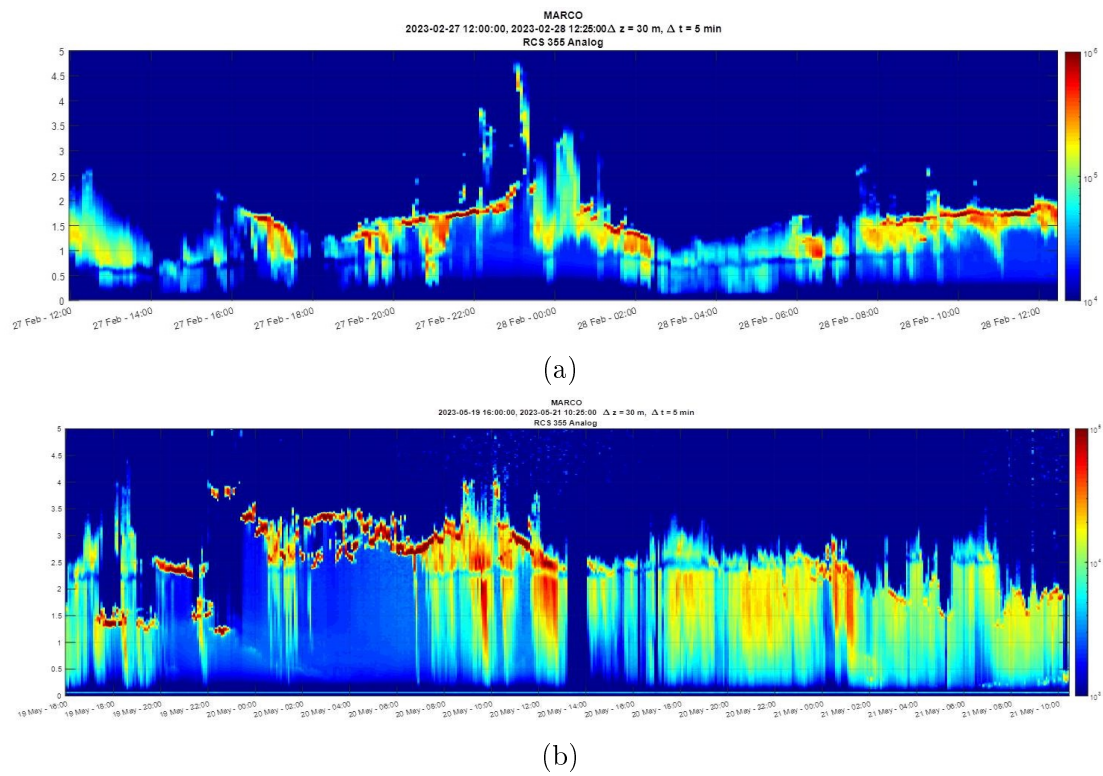 MARCO
2023-02-27 12:00:00, 2023-02-28 12:25:00Δ z = 30 m, Δ t = 5 min
RCS 355 Analog
5
4.5
4
3.5
3
2.5
2
1.5
1
0.5
0
10^6
10^5
10^4
27 Feb - 12:00 27 Feb - 14:00 27 Feb - 16:00 27 Feb - 18:00 27 Feb - 20:00 27 Feb - 22:00 28 Feb - 00:00 28 Feb - 02:00 28 Feb - 04:00 28 Feb - 06:00 28 Feb - 08:00 28 Feb - 10:00 28 Feb - 12:00
(a)
MARCO
2023-05-19 16:00:00, 2023-05-21 10:25:00 Δ z = 30 m, Δ t = 5 min
RCS 355 Analog
5
4.5
4
3.5
3
2.5
2
1.5
1
0.5
0
19 May - 16:00 19 May - 18:00 19 May - 20:00 19 May - 22:00 20 May - 00:00 20 May - 02:00 20 May - 04:00 20 May - 06:00 20 May - 08:00 20 May - 10:00 20 May - 12:00 20 May - 14:00 20 May - 16:00 20 May - 18:00 20 May - 20:00 20 May - 22:00 21 May - 00:00 21 May - 02:00 21 May - 04:00 21 May - 06:00 21 May - 08:00 21 May - 10:00
(b)